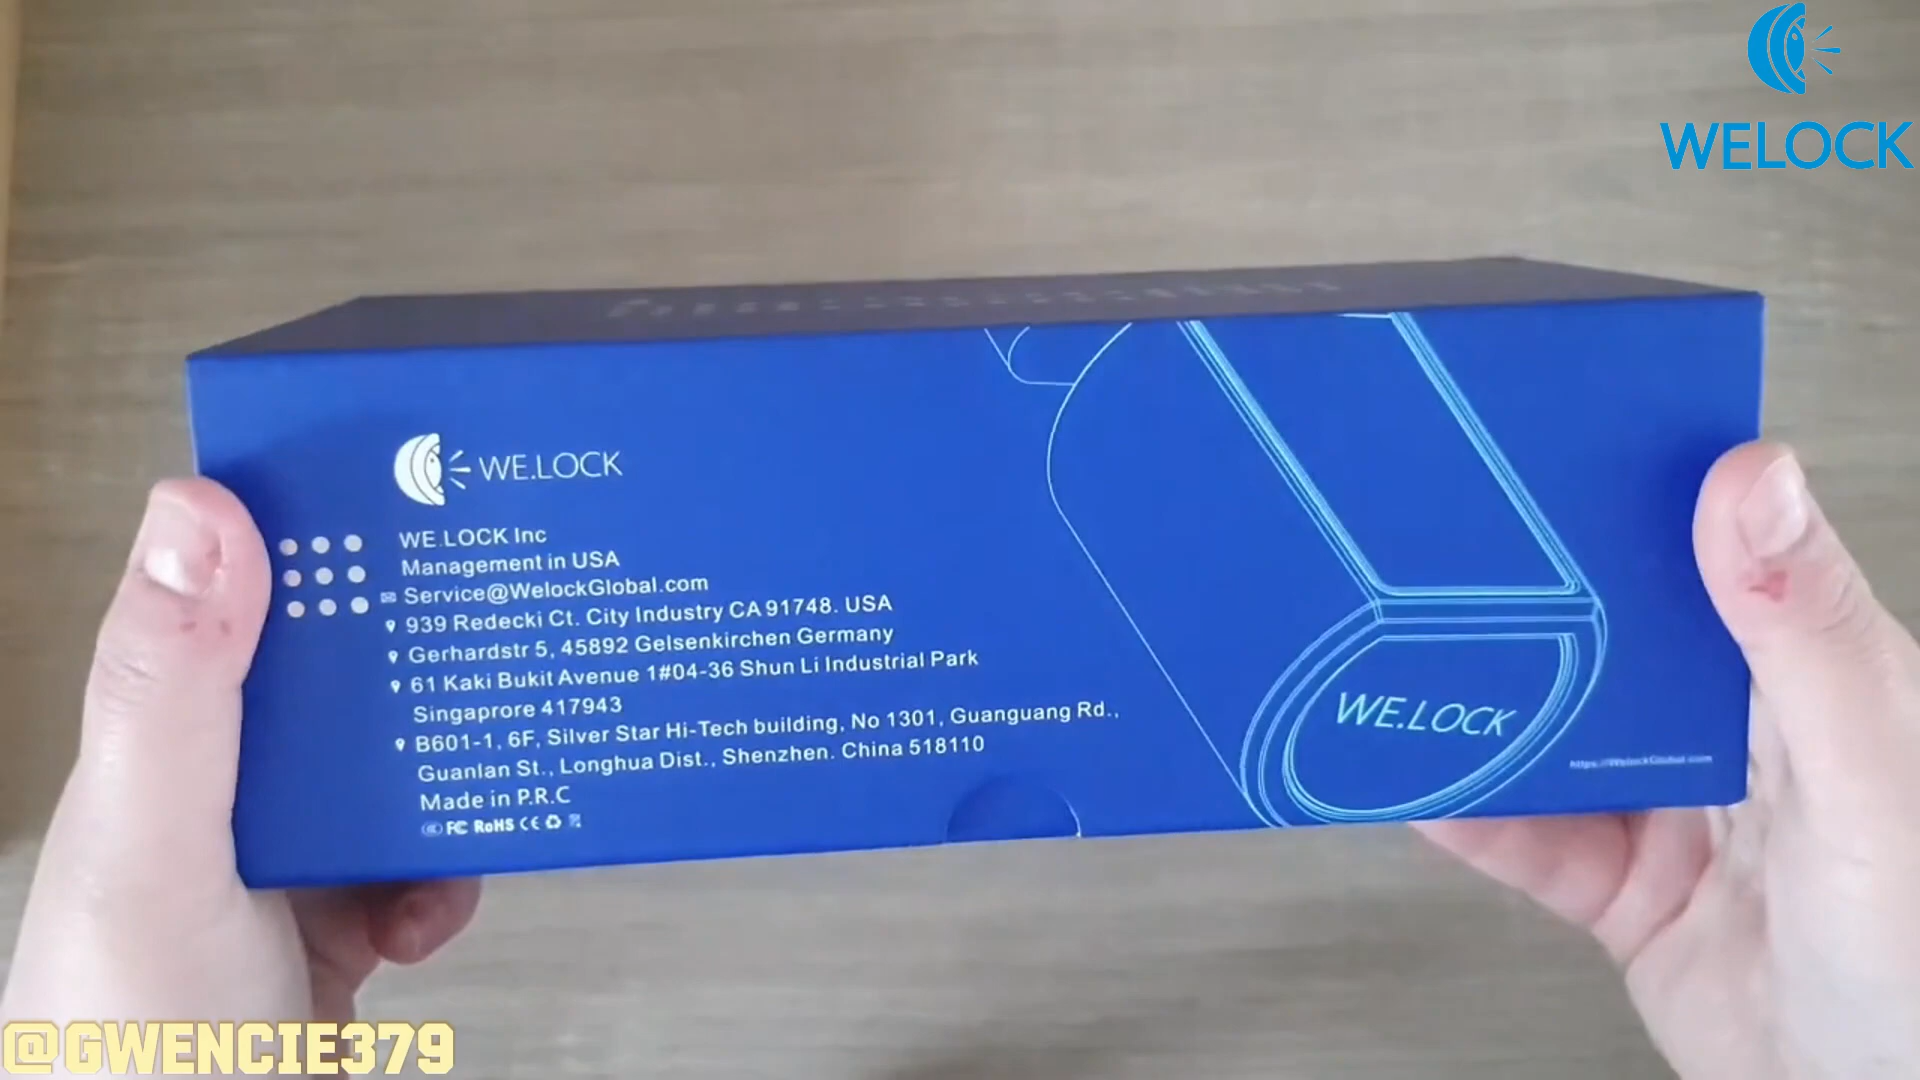 WELOCK
WE.LOCK
WE.LOCK Inc
Management in USA
Service@WelockGlobal.com
939 Redecki Ct. City Industry CA 91748. USA
Gerhardstr 5, 45892 Gelsenkirchen Germany
61 Kaki Bukit Avenue 1#04-36 Shun Li Industrial Park
Singaprore 417943
B601-1, 6F, Silver Star Hi-Tech building, No 1301, Guanguang Rd.,
Guanlan St., Longhua Dist., Shenzhen. China 518110
Made in P.R.C
FC RoHS CE
WE.LOCK
https://WelockGlobal.com
@GWENCIE379